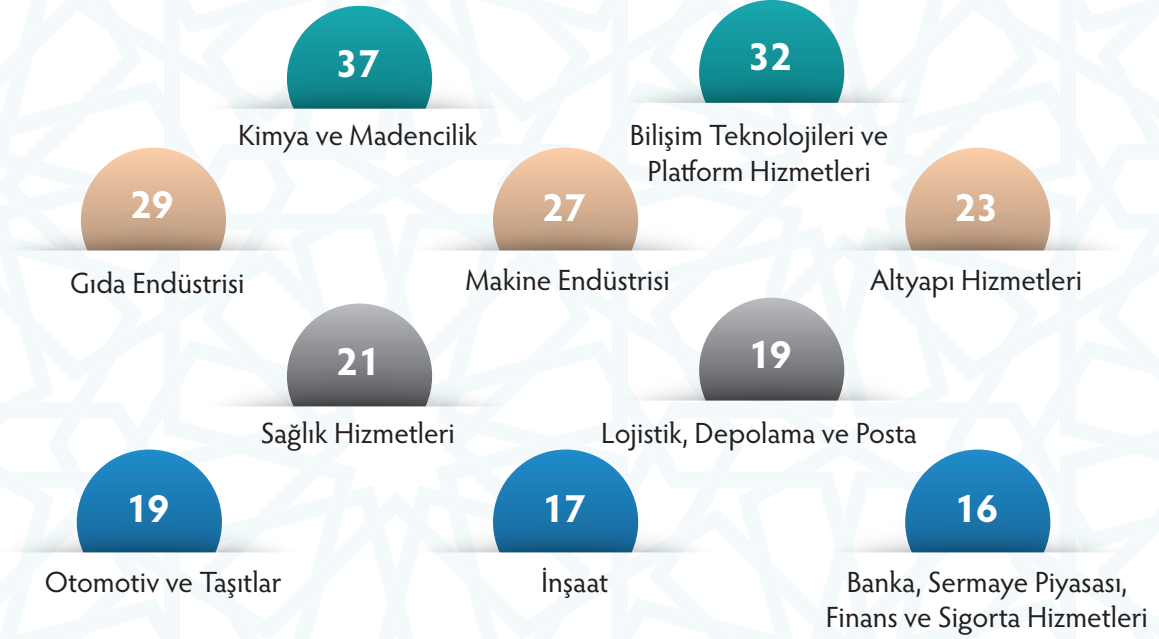 37
32
Kimya ve Madencilik
Bilişim Teknolojileri ve
Platform Hizmetleri
29
27
23
Gıda Endüstrisi
Makine Endüstrisi
Altyapı Hizmetleri
21
19
Sağlık Hizmetleri
Lojistik, Depolama ve Posta
19
17
16
Otomotiv ve Taşıtlar
İnşaat
Banka, Sermaye Piyasası,
Finans ve Sigorta Hizmetleri